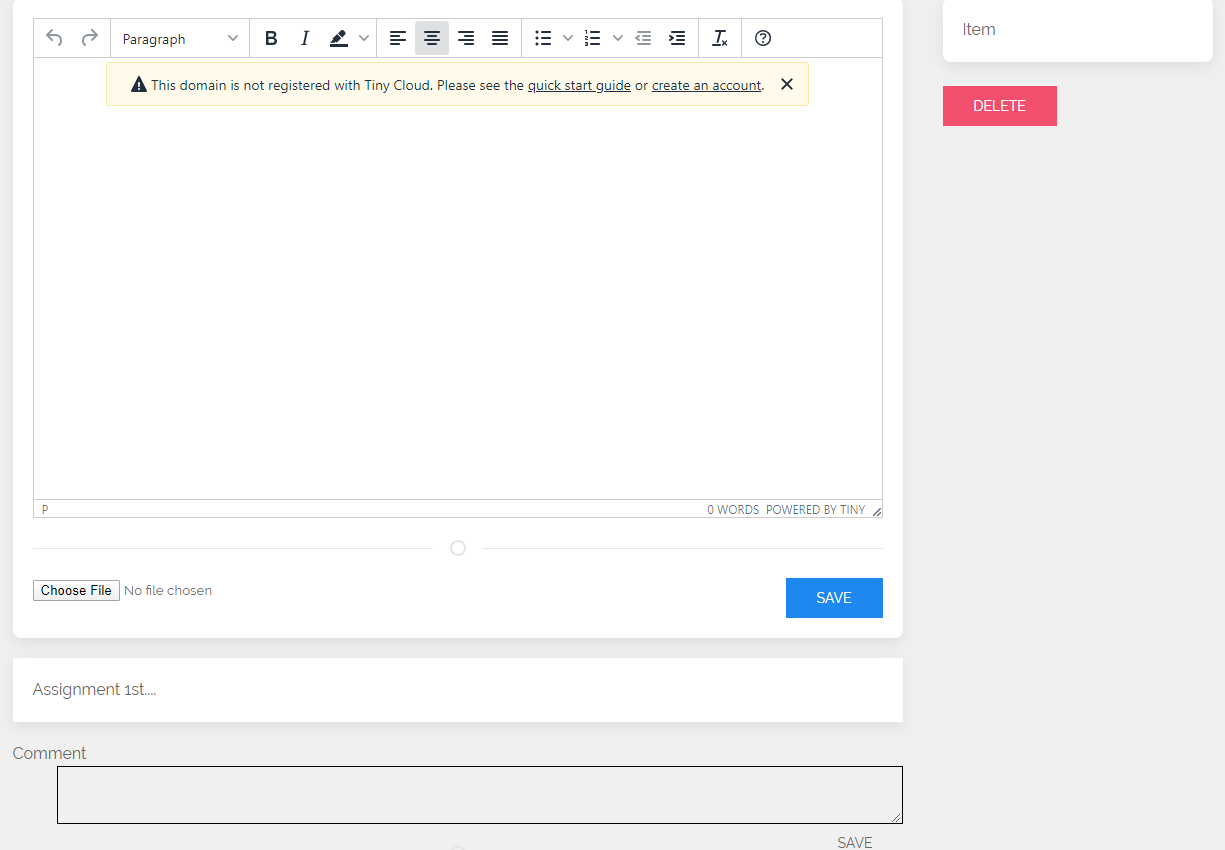 Paragraph
B I
This domain is not registered with Tiny Cloud. Please see the quick start guide or create an account.
P
0 WORDS POWERED BY TINY
Choose File No file chosen
SAVE
Assignment 1st....
Comment
SAVE
Item
DELETE